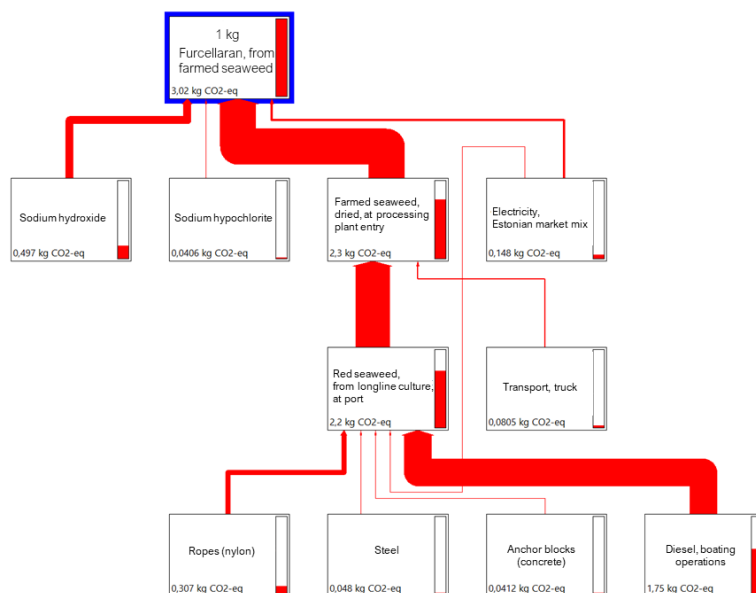 1 kg
Furcellaran, from
farmed seaweed
3,02 kg CO2-eq
Sodium hydroxide
0,497 kg CO2-eq
Sodium hypochlorite
0,0406 kg CO2-eq
Farmed seaweed,
dried, at processing
plant entry
2,3 kg CO2-eq
Electricity,
Estonian market mix
0,148 kg CO2-eq
Red seaweed,
from longline culture;
at port
2,2 kg CO2-eq
Transport, truck
0,0805 kg CO2-eq
Ropes (nylon)
0,307 kg CO2-eq
Steel
0,048 kg CO2-eq
Anchor blocks
(concrete)
0,0412 kg CO2-eq
Diesel, boating
operations
1,75 kg CO2-eq